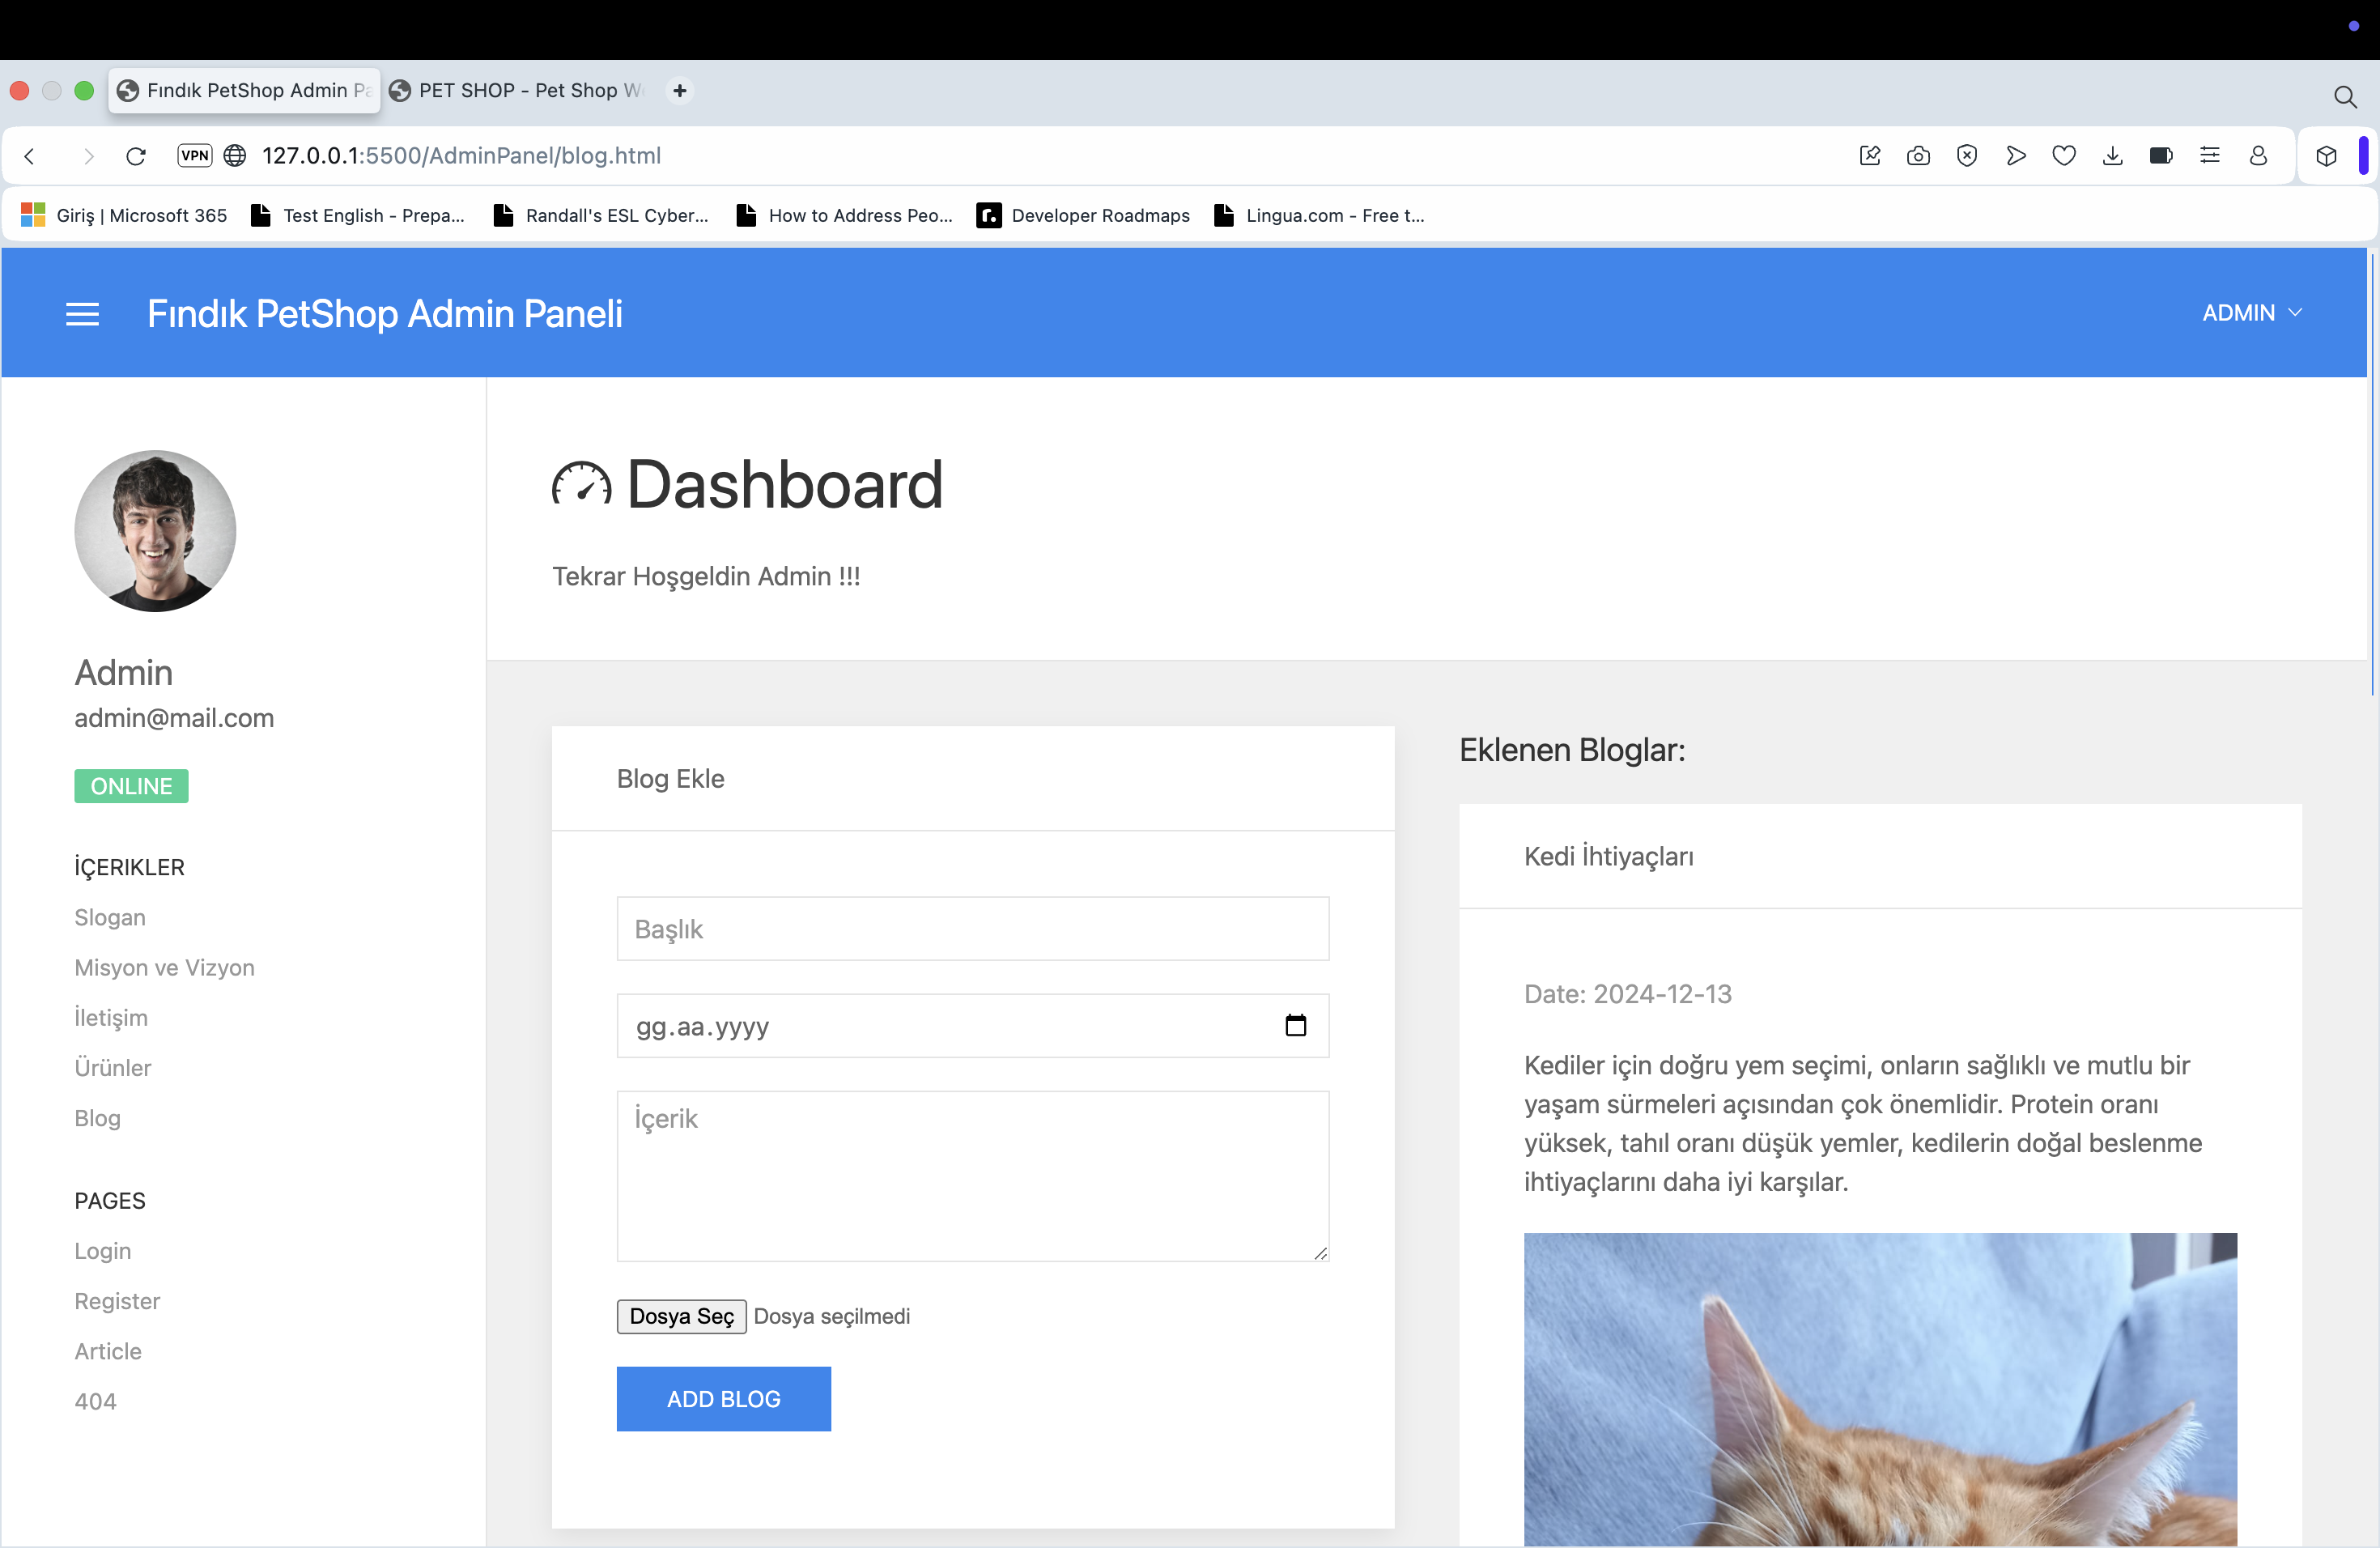 Fındık PetShop Admin Pa
PET SHOP - Pet Shop W
VPN
127.0.0.1:5500/AdminPanel/blog.html
Giriş | Microsoft 365
Test English - Prepa...
Randall's ESL Cyber...
How to Address Peo...
Developer Roadmaps
Lingua.com - Free t...
Fındık PetShop Admin Paneli
ADMIN
Admin
admin@mail.com
ONLINE
İÇERIKLER
Slogan
Misyon ve Vizyon
İletişim
Ürünler
Blog
PAGES
Login
Register
Article
404
Dashboard
Tekrar Hoşgeldin Admin !!!
Blog Ekle
Başlık
gg.aa.yyyy
İçerik
Dosya Seç Dosya seçilmedi
ADD BLOG
Eklenen Bloglar:
Kedi İhtiyaçları
Date: 2024-12-13
Kediler için doğru yem seçimi, onların sağlıklı ve mutlu bir
yaşam sürmeleri açısından çok önemlidir. Protein oranı
yüksek, tahıl oranı düşük yemler, kedilerin doğal beslenme
ihtiyaçlarını daha iyi karşılar.